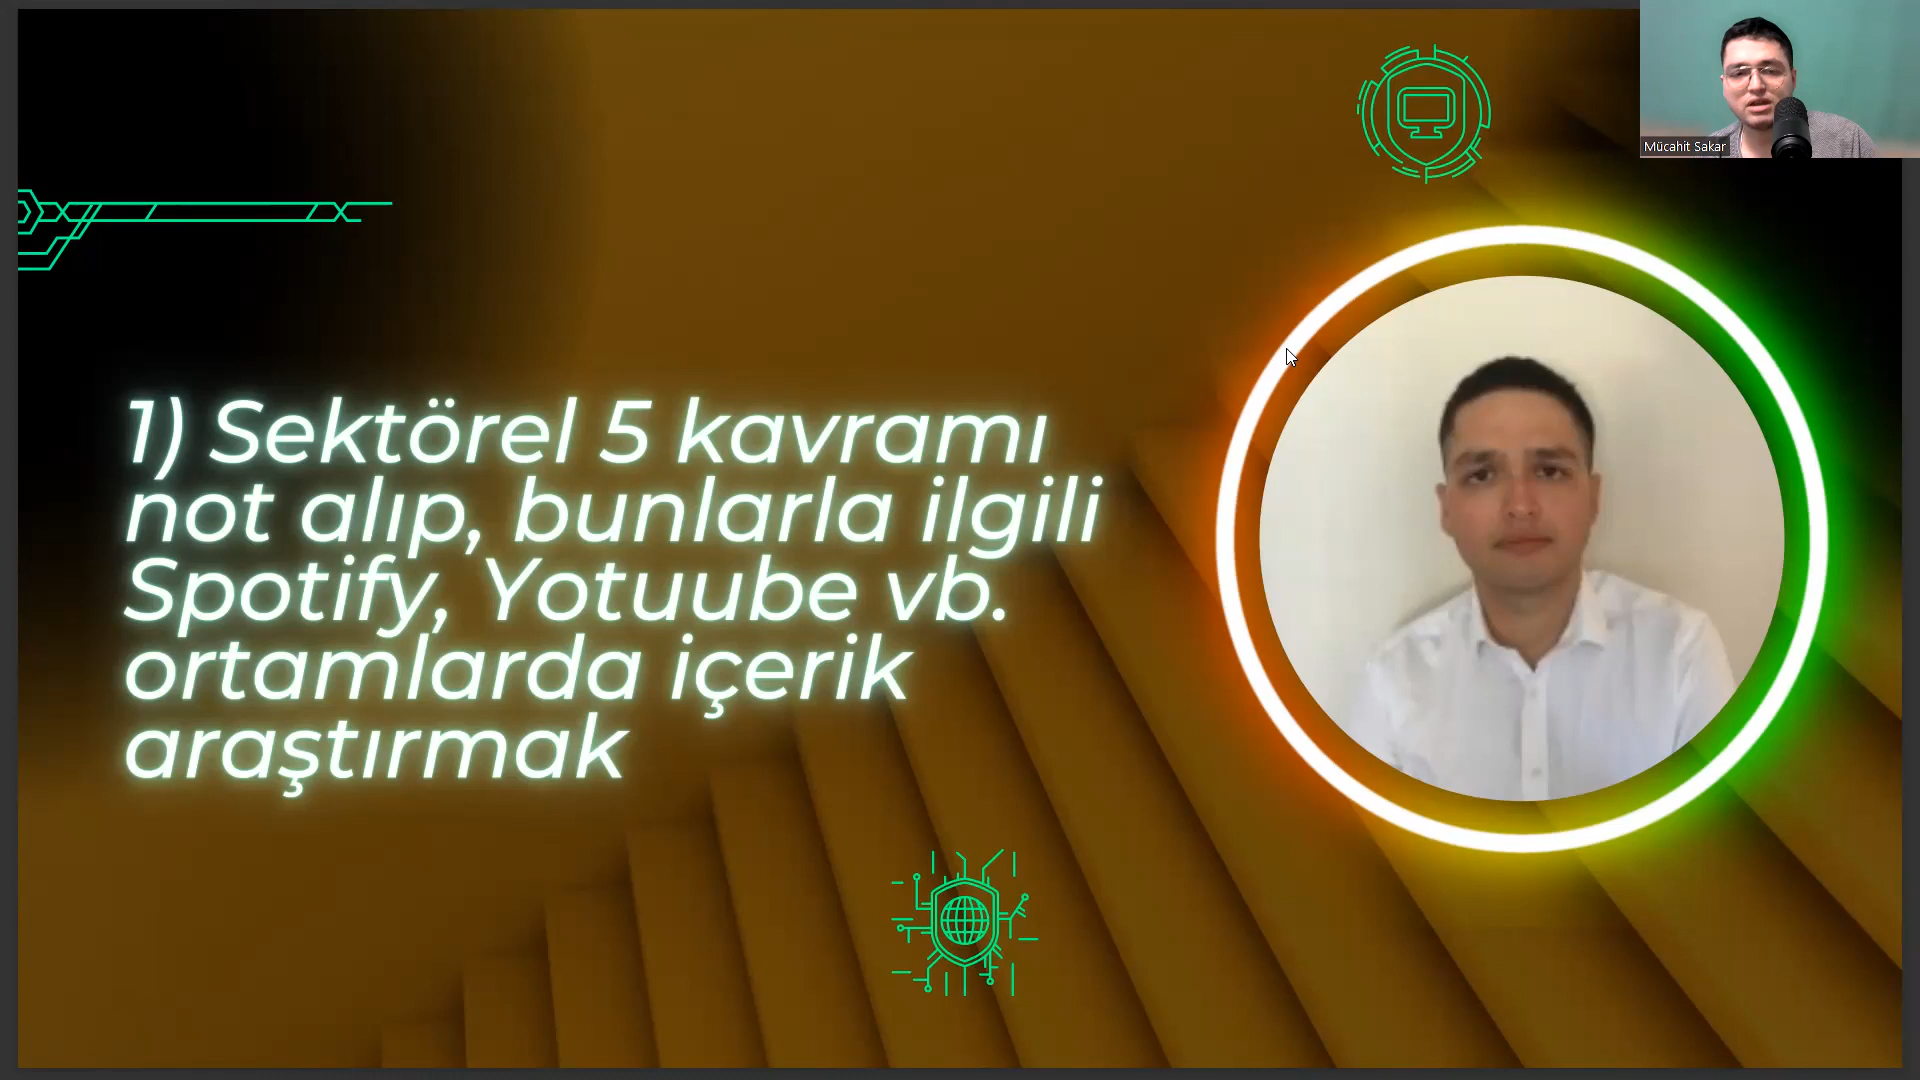 Mücahit Sakar
1) Sektörel 5 kavramı
not alıp, bunlarla ilgili
Spotify, Yotuube vb.
ortamlarda içerik
araştırmak